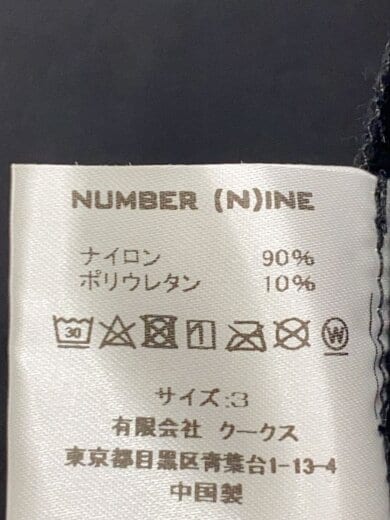 NUMBER (N)INE
ナイロン 90%
ポリウレタン 10%
30 W
サイズ:3
有限会社 クークス
東京都目黒区青葉台1-13-4
中国製